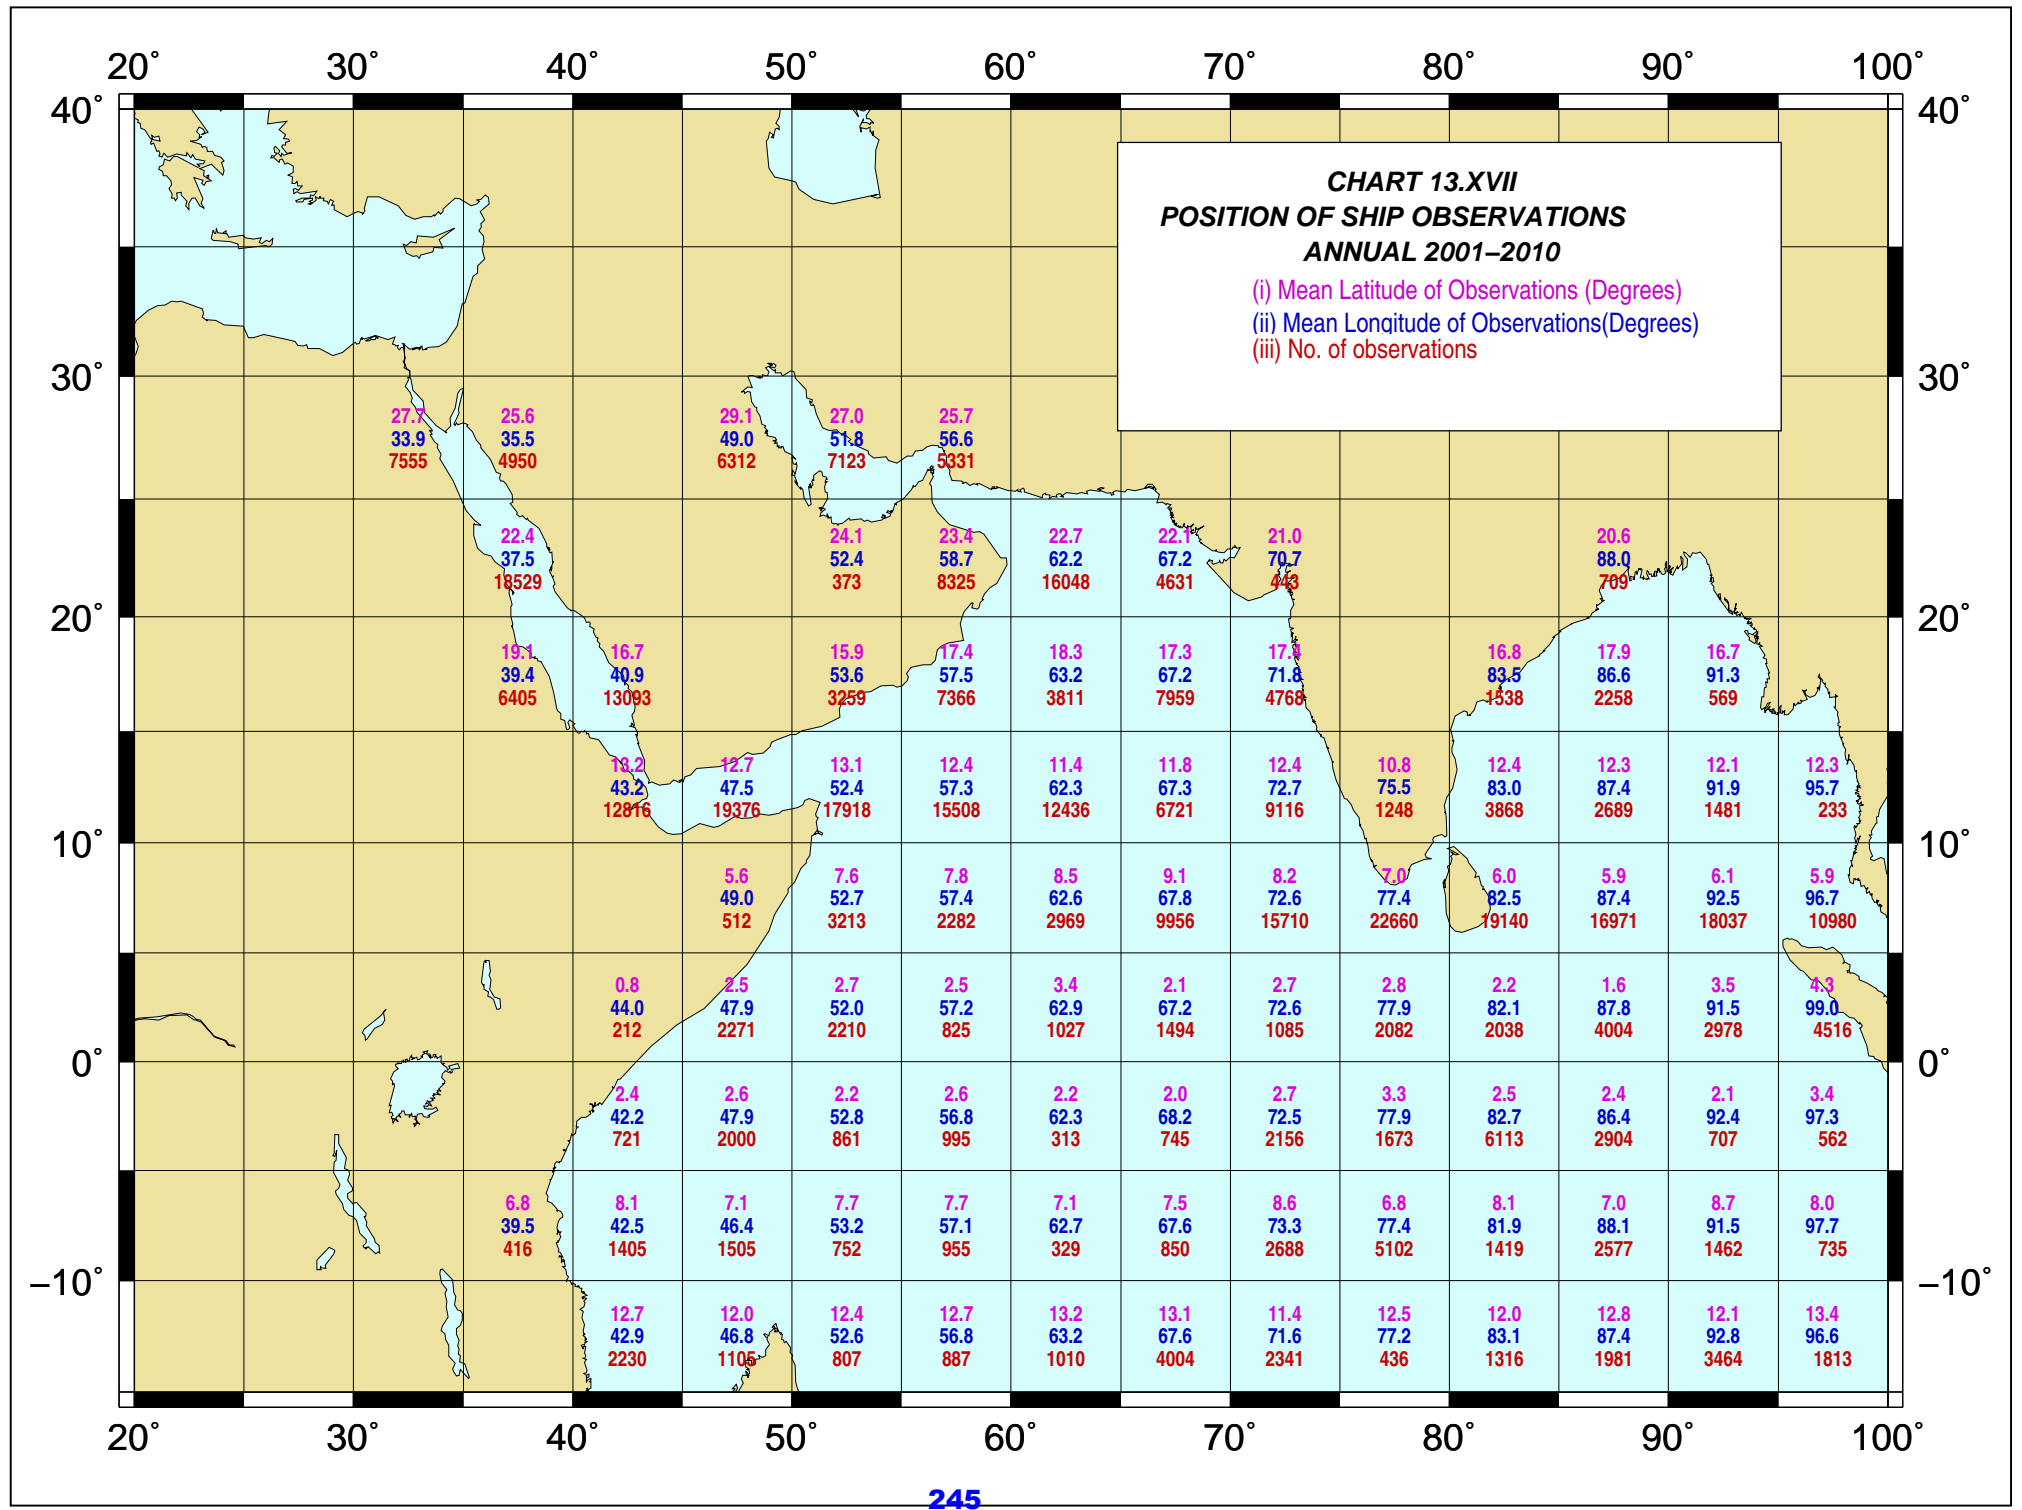 20° 30° 40° 50° 60° 70° 80° 90° 100°
40° 40°
CHART 13.XVII
POSITION OF SHIP OBSERVATIONS
ANNUAL 2001–2010
(i) Mean Latitude of Observations (Degrees)
(ii) Mean Longitude of Observations(Degrees)
(iii) No. of observations
30° 30°
27.7 25.6 29.1 27.0 25.7
33.9 35.5 49.0 51.8 56.6
7555 4950 6312 7123 5331
22.4 24.1 23.4 22.7 22.1 21.0 20.6
37.5 52.4 58.7 62.2 67.2 70.7 88.0
18529 373 8325 16048 4631 443 709
20° 20°
19.1 16.7 15.9 17.4 18.3 17.3 17.4 16.8 17.9 16.7
39.4 40.9 53.6 57.5 63.2 67.2 71.8 83.5 86.6 91.3
6405 13093 3259 7366 3811 7959 4768 1538 2258 569
13.2 12.7 13.1 12.4 11.4 11.8 12.4 10.8 12.4 12.3 12.1 12.3
43.2 47.5 52.4 57.3 62.3 67.3 72.7 75.5 83.0 87.4 91.9 95.7
12816 19376 17918 15508 12436 6721 9116 1248 3868 2689 1481 233
10° 10°
5.6 7.6 7.8 8.5 9.1 8.2 7.0 6.0 5.9 6.1 5.9
49.0 52.7 57.4 62.6 67.8 72.6 77.4 82.5 87.4 92.5 96.7
512 3213 2282 2969 9956 15710 22660 19140 16971 18037 10980
0.8 2.5 2.7 2.5 3.4 2.1 2.7 2.8 2.2 1.6 3.5 4.3
44.0 47.9 52.0 57.2 62.9 67.2 72.6 77.9 82.1 87.8 91.5 99.0
212 2271 2210 825 1027 1494 1085 2082 2038 4004 2978 4516
0° 0°
2.4 2.6 2.2 2.6 2.2 2.0 2.7 3.3 2.5 2.4 2.1 3.4
42.2 47.9 52.8 56.8 62.3 68.2 72.5 77.9 82.7 86.4 92.4 97.3
721 2000 861 995 313 745 2156 1673 6113 2904 707 562
6.8 8.1 7.1 7.7 7.7 7.1 7.5 8.6 6.8 8.1 7.0 8.7 8.0
39.5 42.5 46.4 53.2 57.1 62.7 67.6 73.3 77.4 81.9 88.1 91.5 97.7
416 1405 1505 752 955 329 850 2688 5102 1419 2577 1462 735
−10° −10°
12.7 12.0 12.4 12.7 13.2 13.1 11.4 12.5 12.0 12.8 12.1 13.4
42.9 46.8 52.6 56.8 63.2 67.6 71.6 77.2 83.1 87.4 92.8 96.6
2230 1105 807 887 1010 4004 2341 436 1316 1981 3464 1813
20° 30° 40° 50° 60° 70° 80° 90° 100°
245